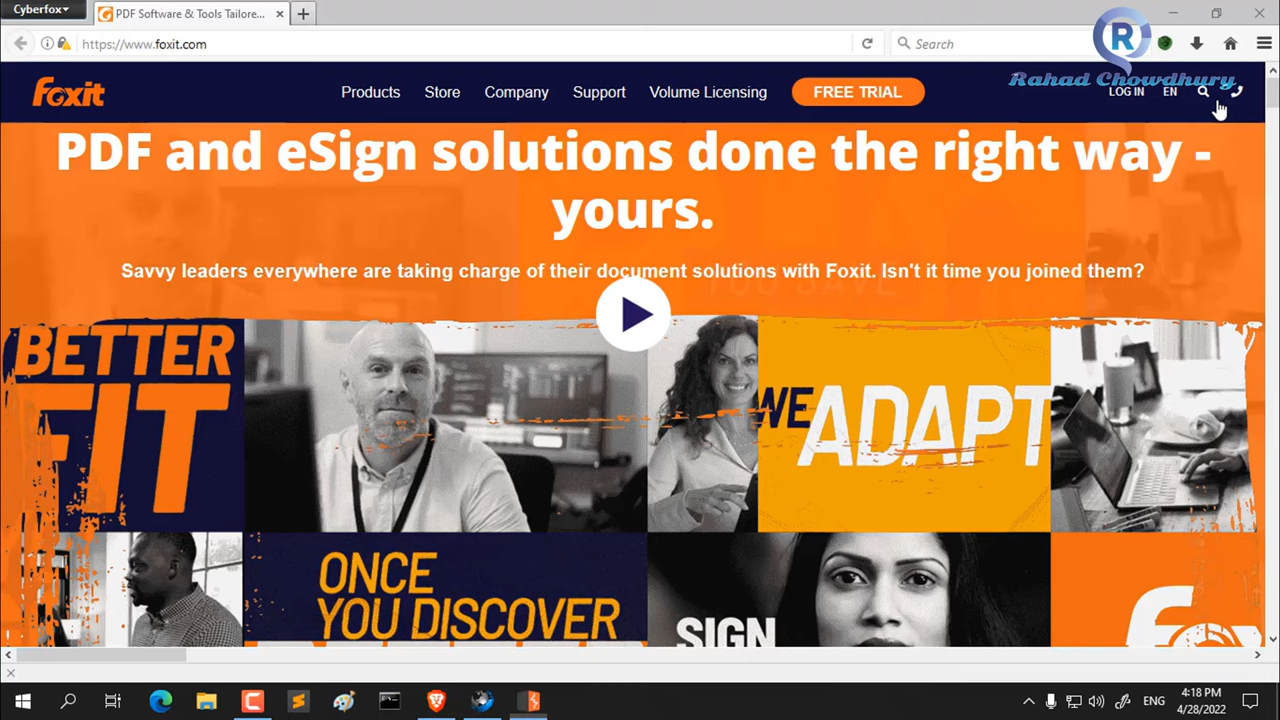 Cyberfox
PDF Software & Tools Tailore...
https://www.foxit.com
Search
R
Rahad Chowdhury
foxit
Products
Store
Company
Support
Volume Licensing
FREE TRIAL
LOG IN
EN
PDF and eSign solutions done the right way -
yours.
Savvy leaders everywhere are taking charge of their document solutions with Foxit. Isn't it time you joined them?
YOU SAVE
BETTER
FIT
WE ADAPT
ONCE
YOU DISCOVER
SIGN
4:18 PM
ENG
4/28/2022